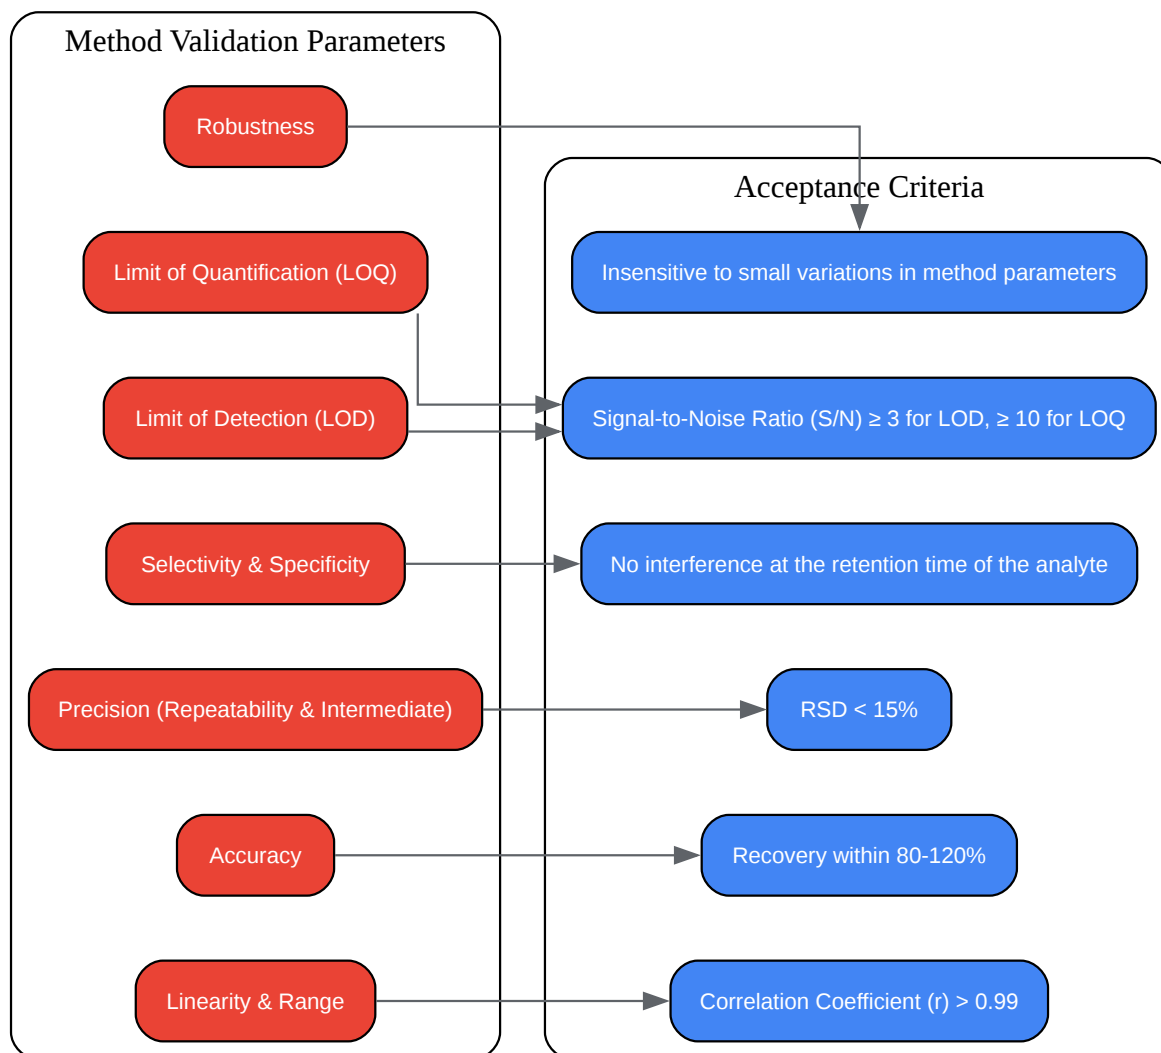 Method Validation Parameters
Robustness
Limit of Quantification (LOQ)
Limit of Detection (LOD)
Selectivity & Specificity
Precision (Repeatability & Intermediate)
Accuracy
Linearity & Range
Acceptance Criteria
Insensitive to small variations in method parameters
Signal-to-Noise Ratio (S/N) ≥ 3 for LOD, ≥ 10 for LOQ
No interference at the retention time of the analyte
RSD < 15%
Recovery within 80-120%
Correlation Coefficient (r) > 0.99